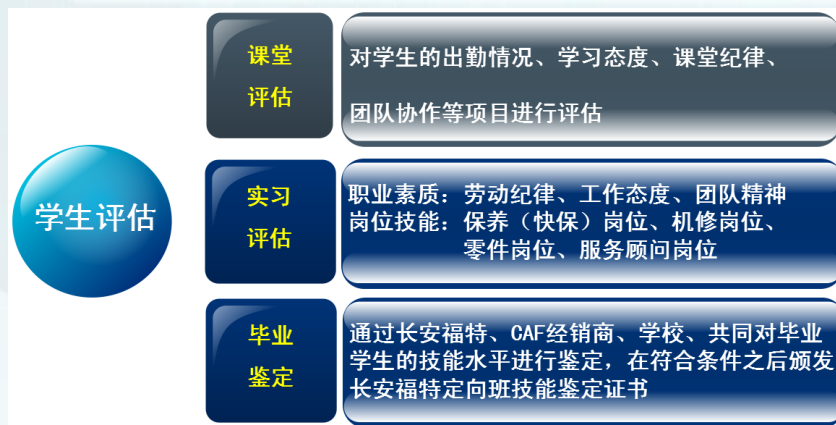 学生评估
课堂
评估
对学生的出勤情况、学习态度、课堂纪律、
团队协作等项目进行评估
实习
评估
职业素质：劳动纪律、工作态度、团队精神
岗位技能：保养（快保）岗位、机修岗位、
零件岗位、服务顾问岗位
毕业
鉴定
通过长安福特、CAF经销商、学校、共同对毕业
学生的技能水平进行鉴定，在符合条件之后颁发
长安福特定向班技能鉴定证书